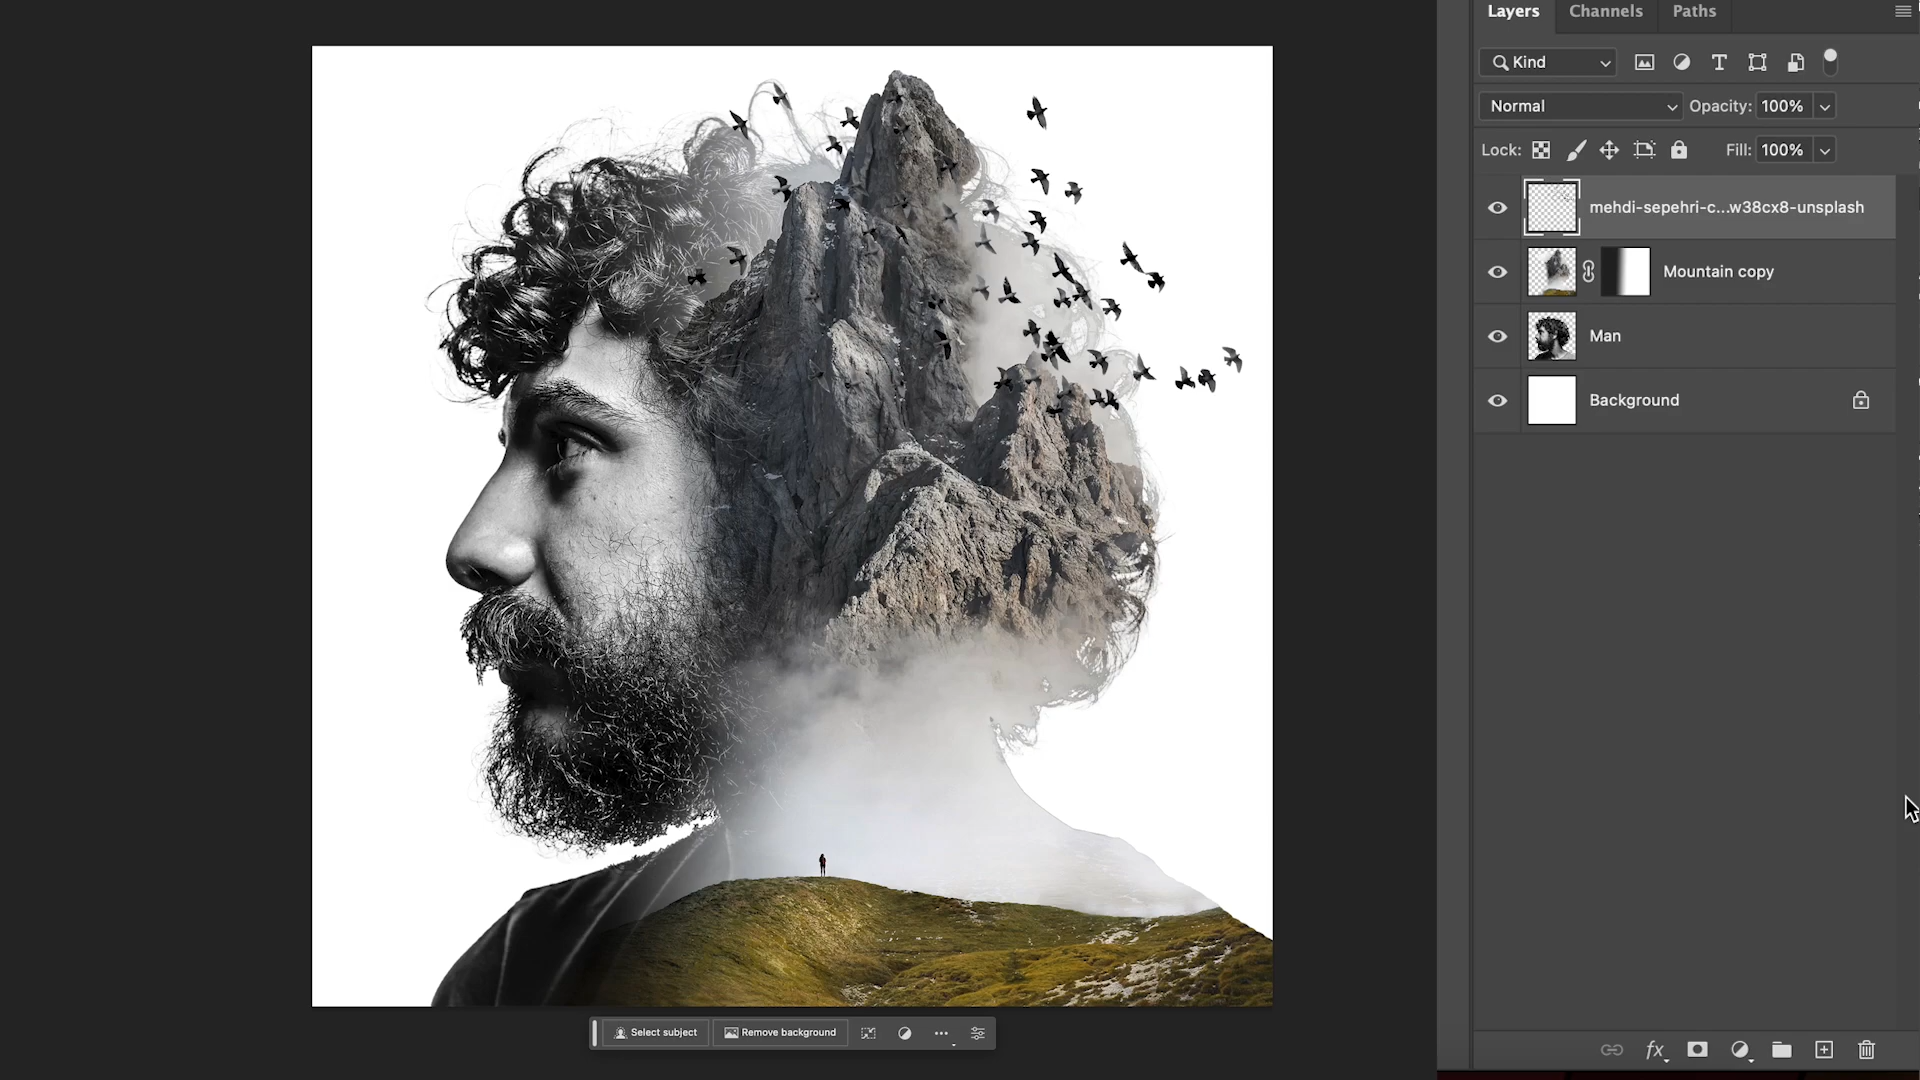 Layers Channels Paths
Kind
Normal Opacity: 100%
Lock: Fill: 100%
mehdi-sepehri-c...w38cx8-unsplash
Mountain copy
Man
Background
Select subject Remove background
fx